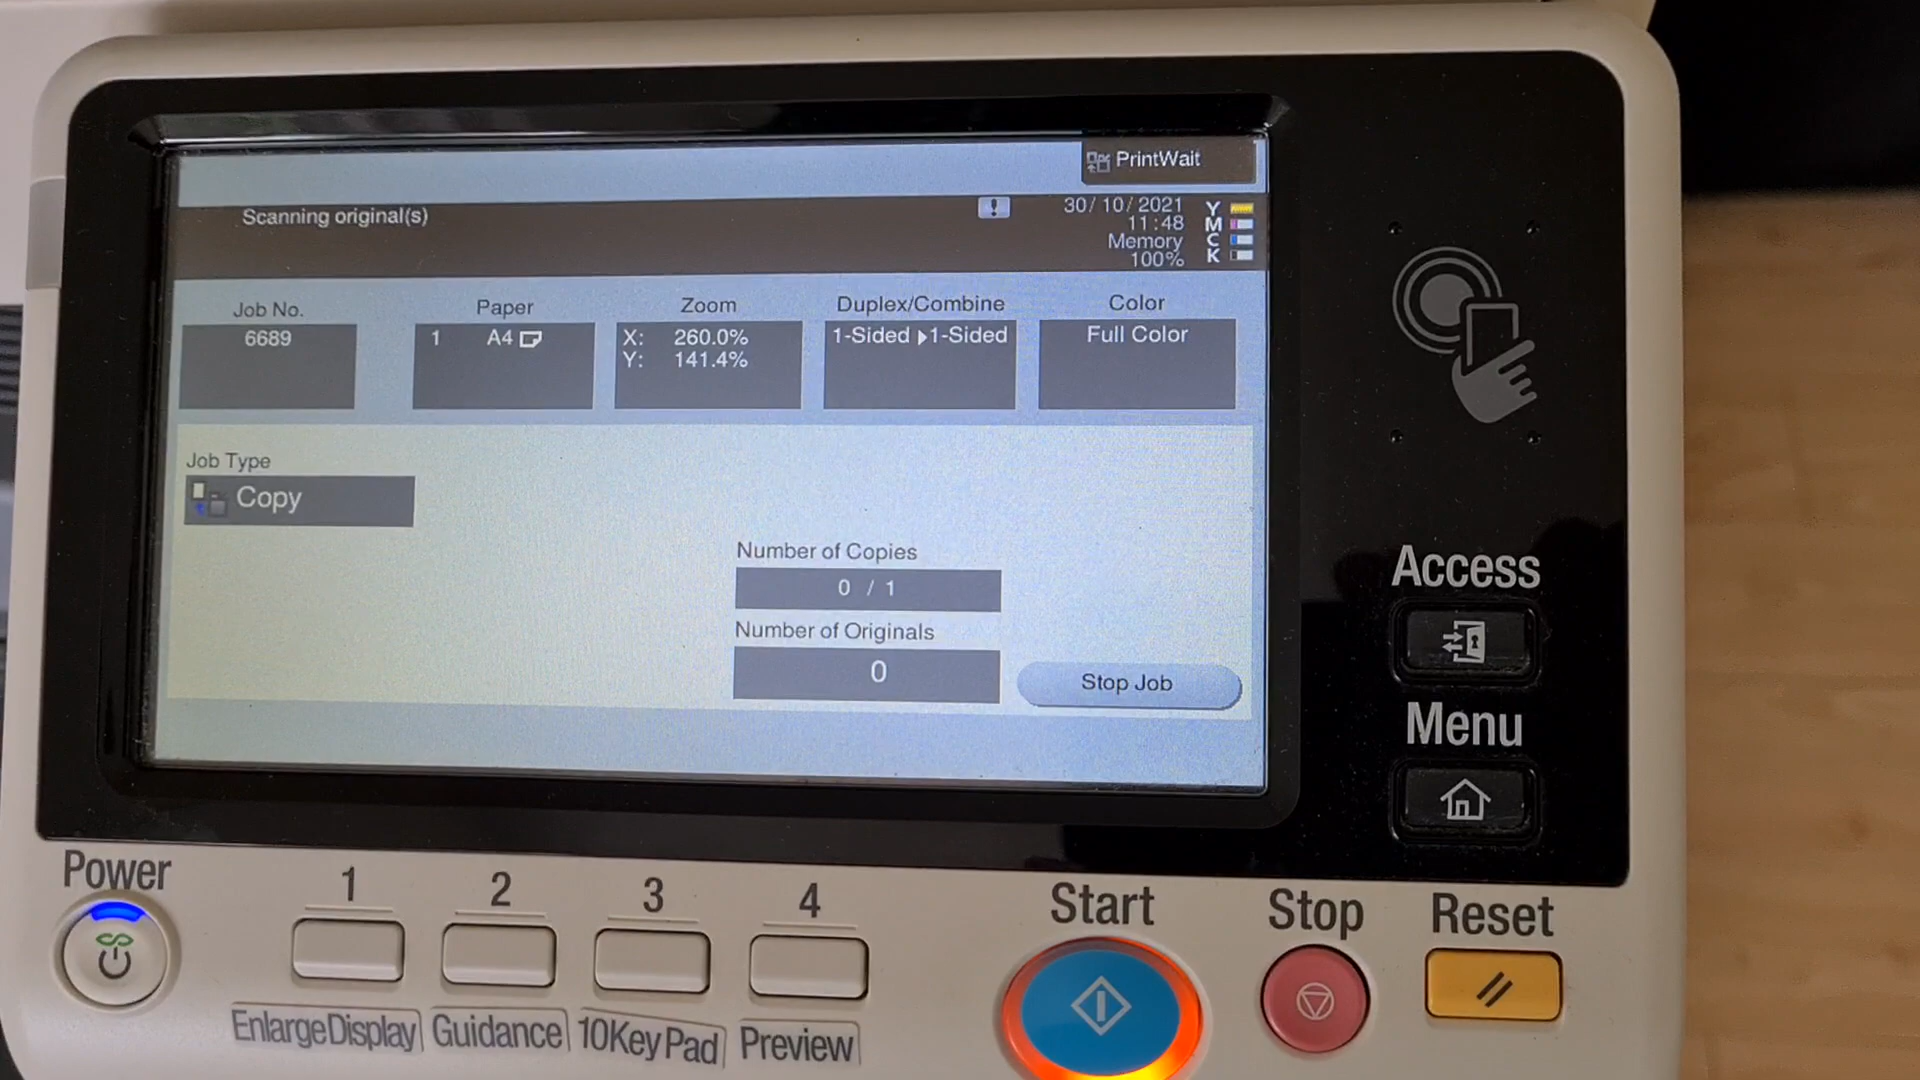 PrintWait
Scanning original(s)
!
30/10/2021
11:48
Memory
100%
Y
M
C
K
Job No.
6689
Paper
1 A4
Zoom
X: 260.0%
Y: 141.4%
Duplex/Combine
1-Sided ▶1-Sided
Color
Full Color
Job Type
Copy
Number of Copies
0 / 1
Number of Originals
0
Stop Job
Access
Menu
Power
1
2
3
4
Start
Stop
Reset
EnlargeDisplay
Guidance
10KeyPad
Preview